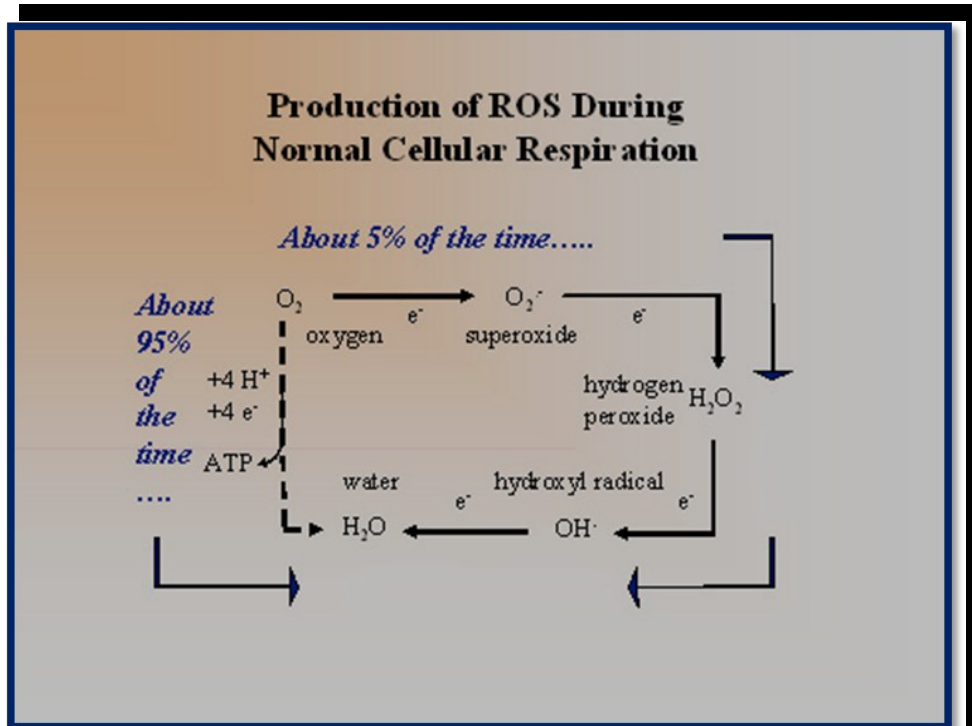 Production of ROS During
Normal Cellular Respiration
About 5% of the time.....
About
95%
of
the
time
....
O₂
oxygen
e⁻
O₂·⁻
superoxide
e⁻
+4 H⁺
+4 e⁻
ATP
hydrogen
peroxide
H₂O₂
water
e⁻
hydroxyl radical
e⁻
H₂O
OH·